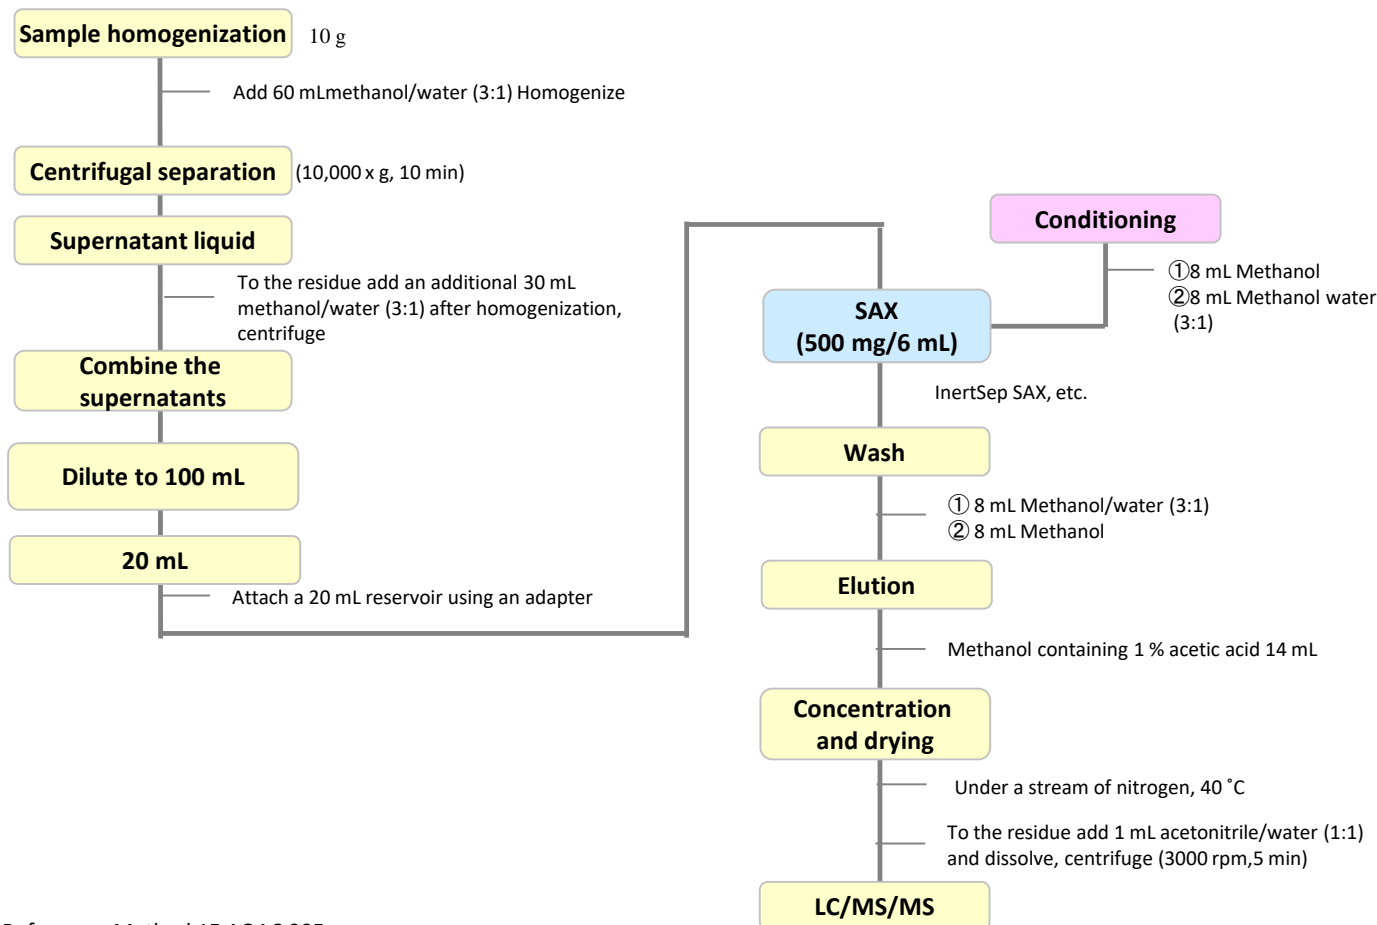 Sample homogenization
10 g
Add 60 mLmethanol/water (3:1) Homogenize
Centrifugal separation
(10,000 x g, 10 min)
Supernatant liquid
To the residue add an additional 30 mL
methanol/water (3:1) after homogenization,
centrifuge
Combine the
supernatants
Dilute to 100 mL
20 mL
Attach a 20 mL reservoir using an adapter
Conditioning
①8 mL Methanol
②8 mL Methanol water
(3:1)
SAX
(500 mg/6 mL)
InertSep SAX, etc.
Wash
① 8 mL Methanol/water (3:1)
② 8 mL Methanol
Elution
Methanol containing 1 % acetic acid 14 mL
Concentration
and drying
Under a stream of nitrogen, 40 ˚C
To the residue add 1 mL acetonitrile/water (1:1)
and dissolve, centrifuge (3000 rpm,5 min)
LC/MS/MS